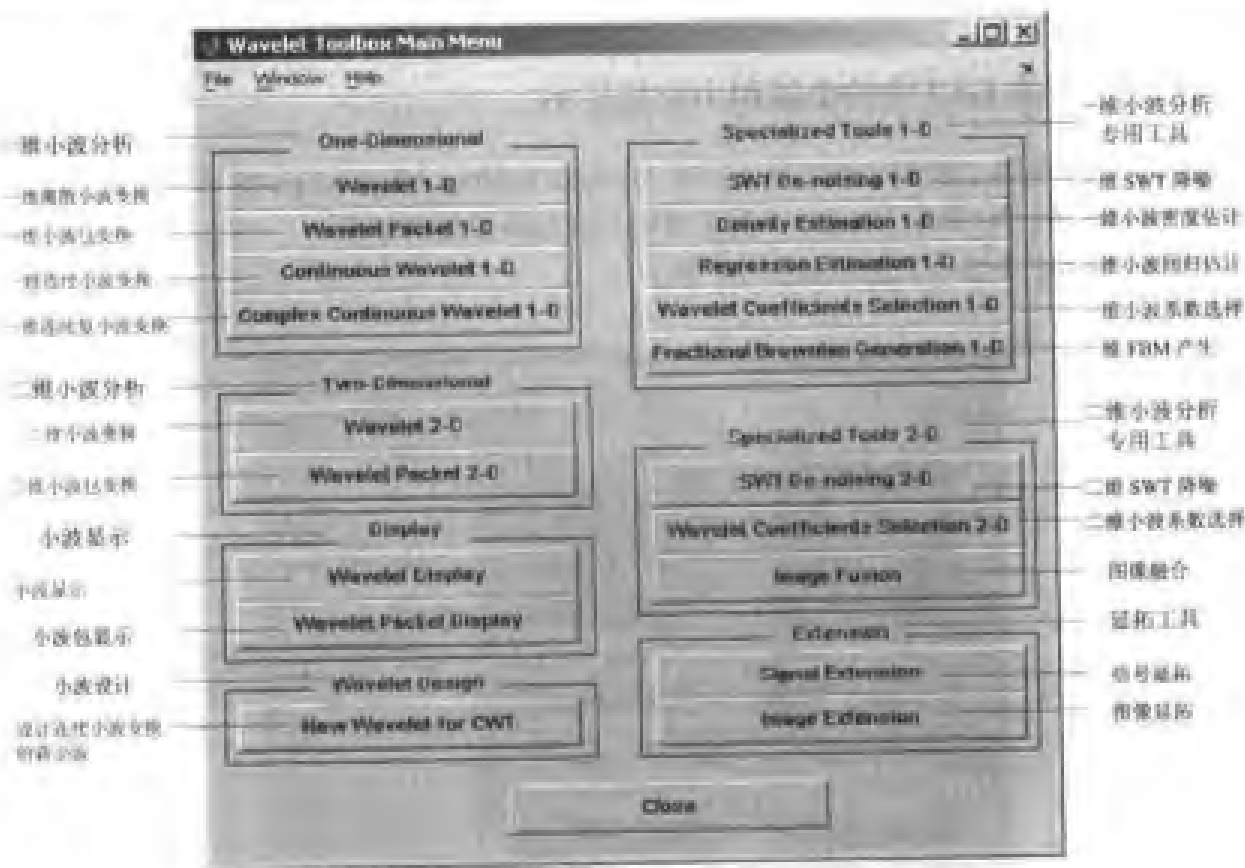 Wavelet Toolbox Main Menu
File Window Help
一维小波分析
One-Dimensional
一维离散小波变换
Wavelet 1-D
一维小波包变换
Wavelet Packet 1-D
一维连续小波变换
Continuous Wavelet 1-D
一维连续复小波变换
Complex Continuous Wavelet 1-D
二维小波分析
Two-Dimensional
二维小波变换
Wavelet 2-D
二维小波包变换
Wavelet Packet 2-D
小波显示
Display
小波显示
Wavelet Display
小波包显示
Wavelet Packet Display
小波设计
Wavelet Design
设计连续小波变换
的新小波
New Wavelet for CWT
Specialized Tools 1-D
一维小波分析
专用工具
SWT De-noising 1-D
一维 SWT 降噪
Density Estimation 1-D
一维小波密度估计
Regression Estimation 1-D
一维小波回归估计
Wavelet Coefficients Selection 1-D
一维小波系数选择
Fractional Brownian Generation 1-D
一维 FBM 产生
Specialized Tools 2-D
二维小波分析
专用工具
SWT De-noising 2-D
二维 SWT 降噪
Wavelet Coefficients Selection 2-D
二维小波系数选择
Image Fusion
图像融合
Extension
延拓工具
Signal Extension
信号延拓
Image Extension
图像延拓
Close